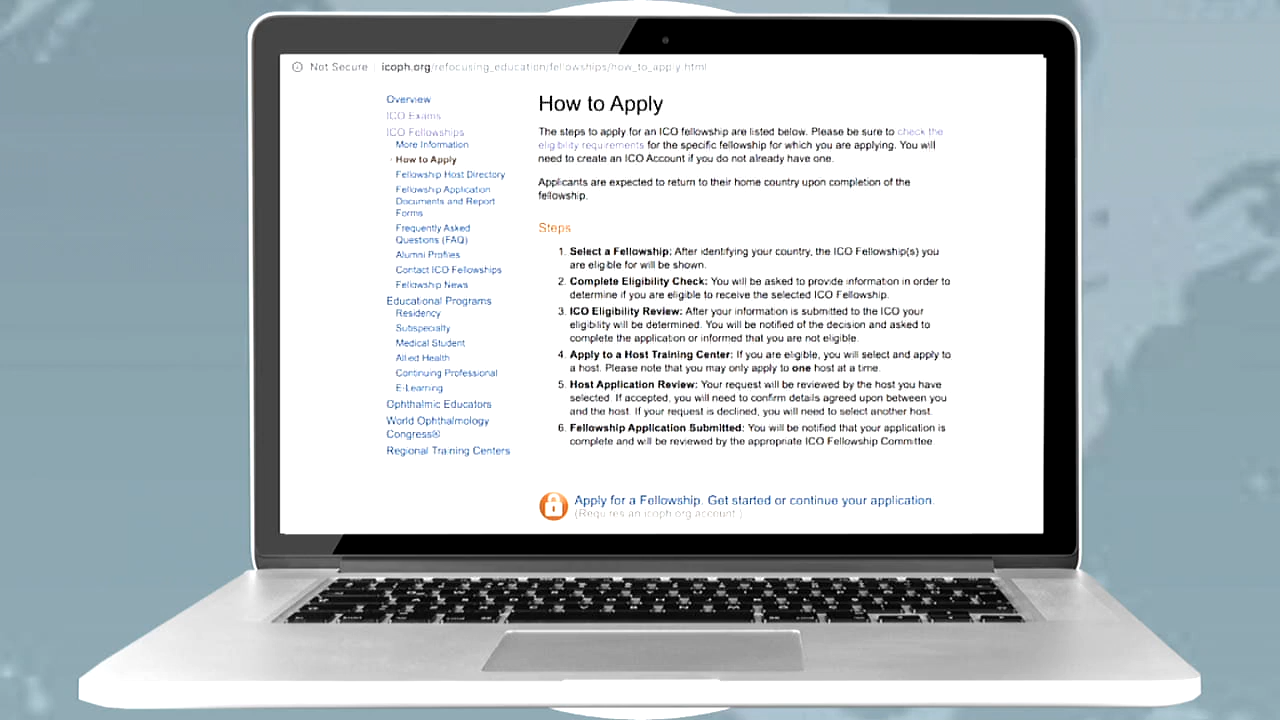 Not Secure icoph.org/refocusing_education/fellowships/how_to_apply.html
Overview
ICO Exams
ICO Fellowships
More Information
How to Apply
Fellowship Host Directory
Fellowship Application
Documents and Report
Forms
Frequently Asked
Questions (FAQ)
Alumni Profiles
Contact ICO Fellowships
Fellowship News
Educational Programs
Residency
Subspecialty
Medical Student
Allied Health
Continuing Professional
E-Learning
Ophthalmic Educators
World Ophthalmology
Congress®
Regional Training Centers
How to Apply
The steps to apply for an ICO fellowship are listed below. Please be sure to check the
eligibility requirements for the specific fellowship for which you are applying. You will
need to create an ICO Account if you do not already have one.
Applicants are expected to return to their home country upon completion of the
fellowship.
Steps
1. Select a Fellowship: After identifying your country, the ICO Fellowship(s) you
are eligible for will be shown.
2. Complete Eligibility Check: You will be asked to provide information in order to
determine if you are eligible to receive the selected ICO Fellowship.
3. ICO Eligibility Review: After your information is submitted to the ICO your
eligibility will be determined. You will be notified of the decision and asked to
complete the application or informed that you are not eligible.
4. Apply to a Host Training Center: If you are eligible, you will select and apply to
a host. Please note that you may only apply to one host at a time.
5. Host Application Review: Your request will be reviewed by the host you have
selected. If accepted, you will need to confirm details agreed upon between you
and the host. If your request is declined, you will need to select another host.
6. Fellowship Application Submitted: You will be notified that your application is
complete and will be reviewed by the appropriate ICO Fellowship Committee
Apply for a Fellowship. Get started or continue your application.
(Requires an icoph.org account.)